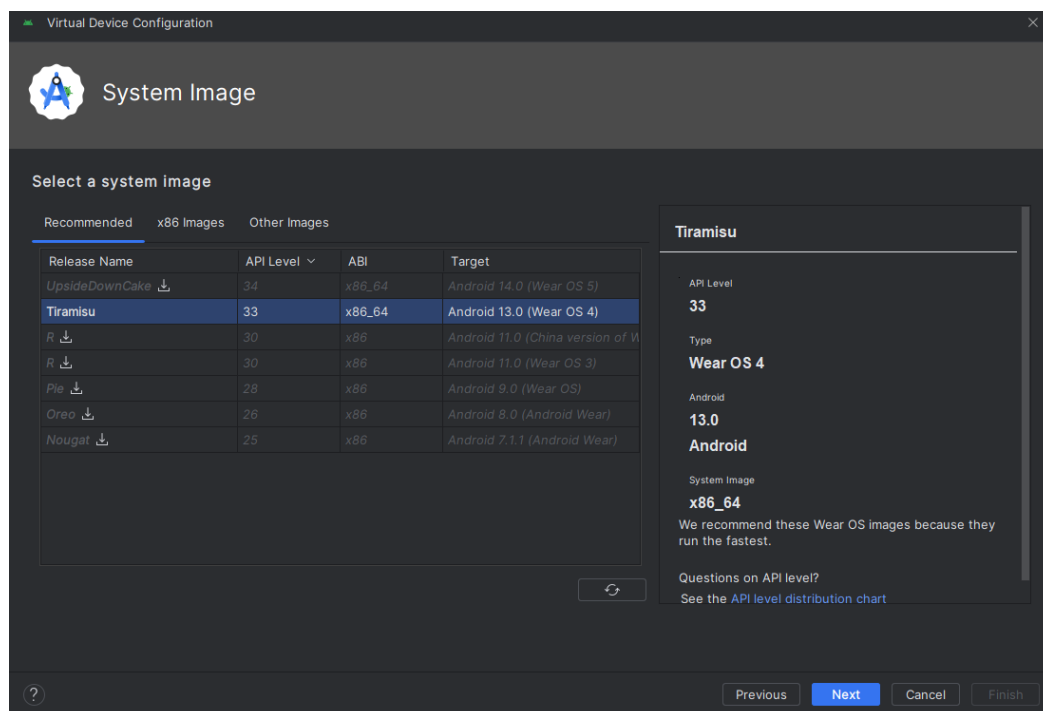 Virtual Device Configuration
System Image
Select a system image
Recommended x86 Images Other Images
Release Name API Level ABI Target
UpsideDownCake 34 x86_64 Android 14.0 (Wear OS 5)
Tiramisu 33 x86_64 Android 13.0 (Wear OS 4)
R 30 x86 Android 11.0 (China version of W
R 30 x86 Android 11.0 (Wear OS 3)
Pie 28 x86 Android 9.0 (Wear OS)
Oreo 26 x86 Android 8.0 (Android Wear)
Nougat 25 x86 Android 7.1.1 (Android Wear)
Tiramisu
API Level
33
Type
Wear OS 4
Android
13.0
Android
System Image
x86_64
We recommend these Wear OS images because they
run the fastest.
Questions on API level?
See the API level distribution chart
? Previous Next Cancel Finish